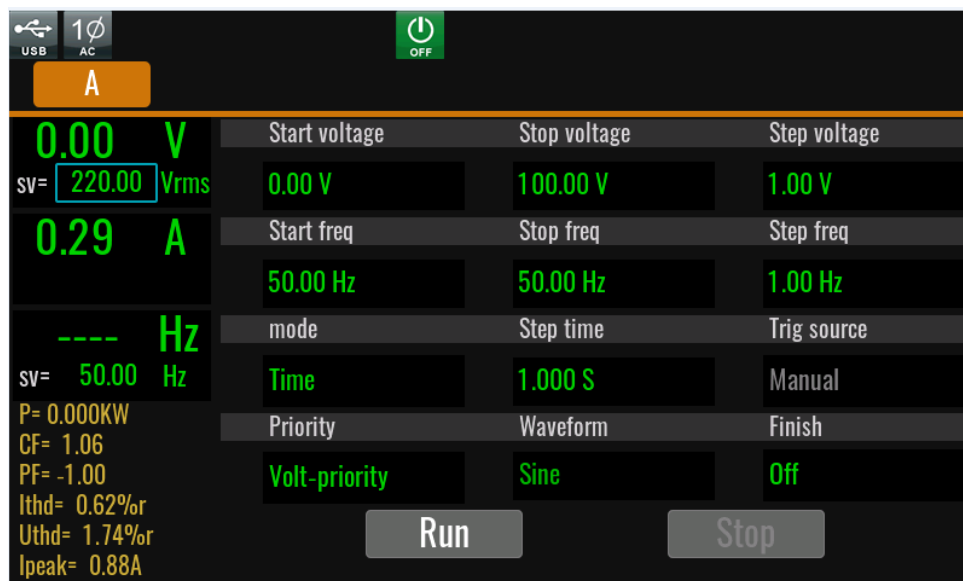 USB 1Ø AC OFF
A
0.00 V
sv= 220.00 Vrms
0.29 A
---- Hz
sv= 50.00 Hz
P= 0.000KW
CF= 1.06
PF= -1.00
Ithd= 0.62%r
Uthd= 1.74%r
Ipeak= 0.88A
Start voltage Stop voltage Step voltage
0.00 V 100.00 V 1.00 V
Start freq Stop freq Step freq
50.00 Hz 50.00 Hz 1.00 Hz
mode Step time Trig source
Time 1.000 S Manual
Priority Waveform Finish
Volt-priority Sine Off
Run Stop